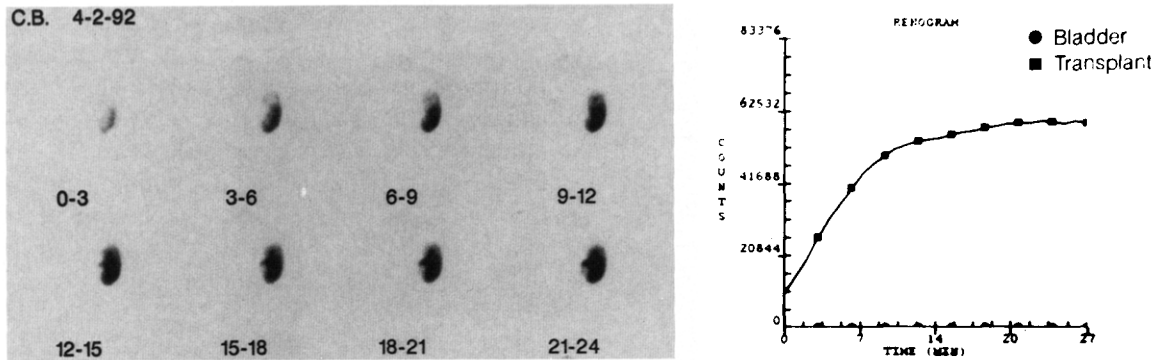 C.B. 4-2-92
0-3 3-6 6-9 9-12
12-15 15-18 18-21 21-24
RENOGRAM
Bladder
Transplant
83376
62532
41688
20844
0
COUNTS
0 7 14 20 27
TIME (MIN)